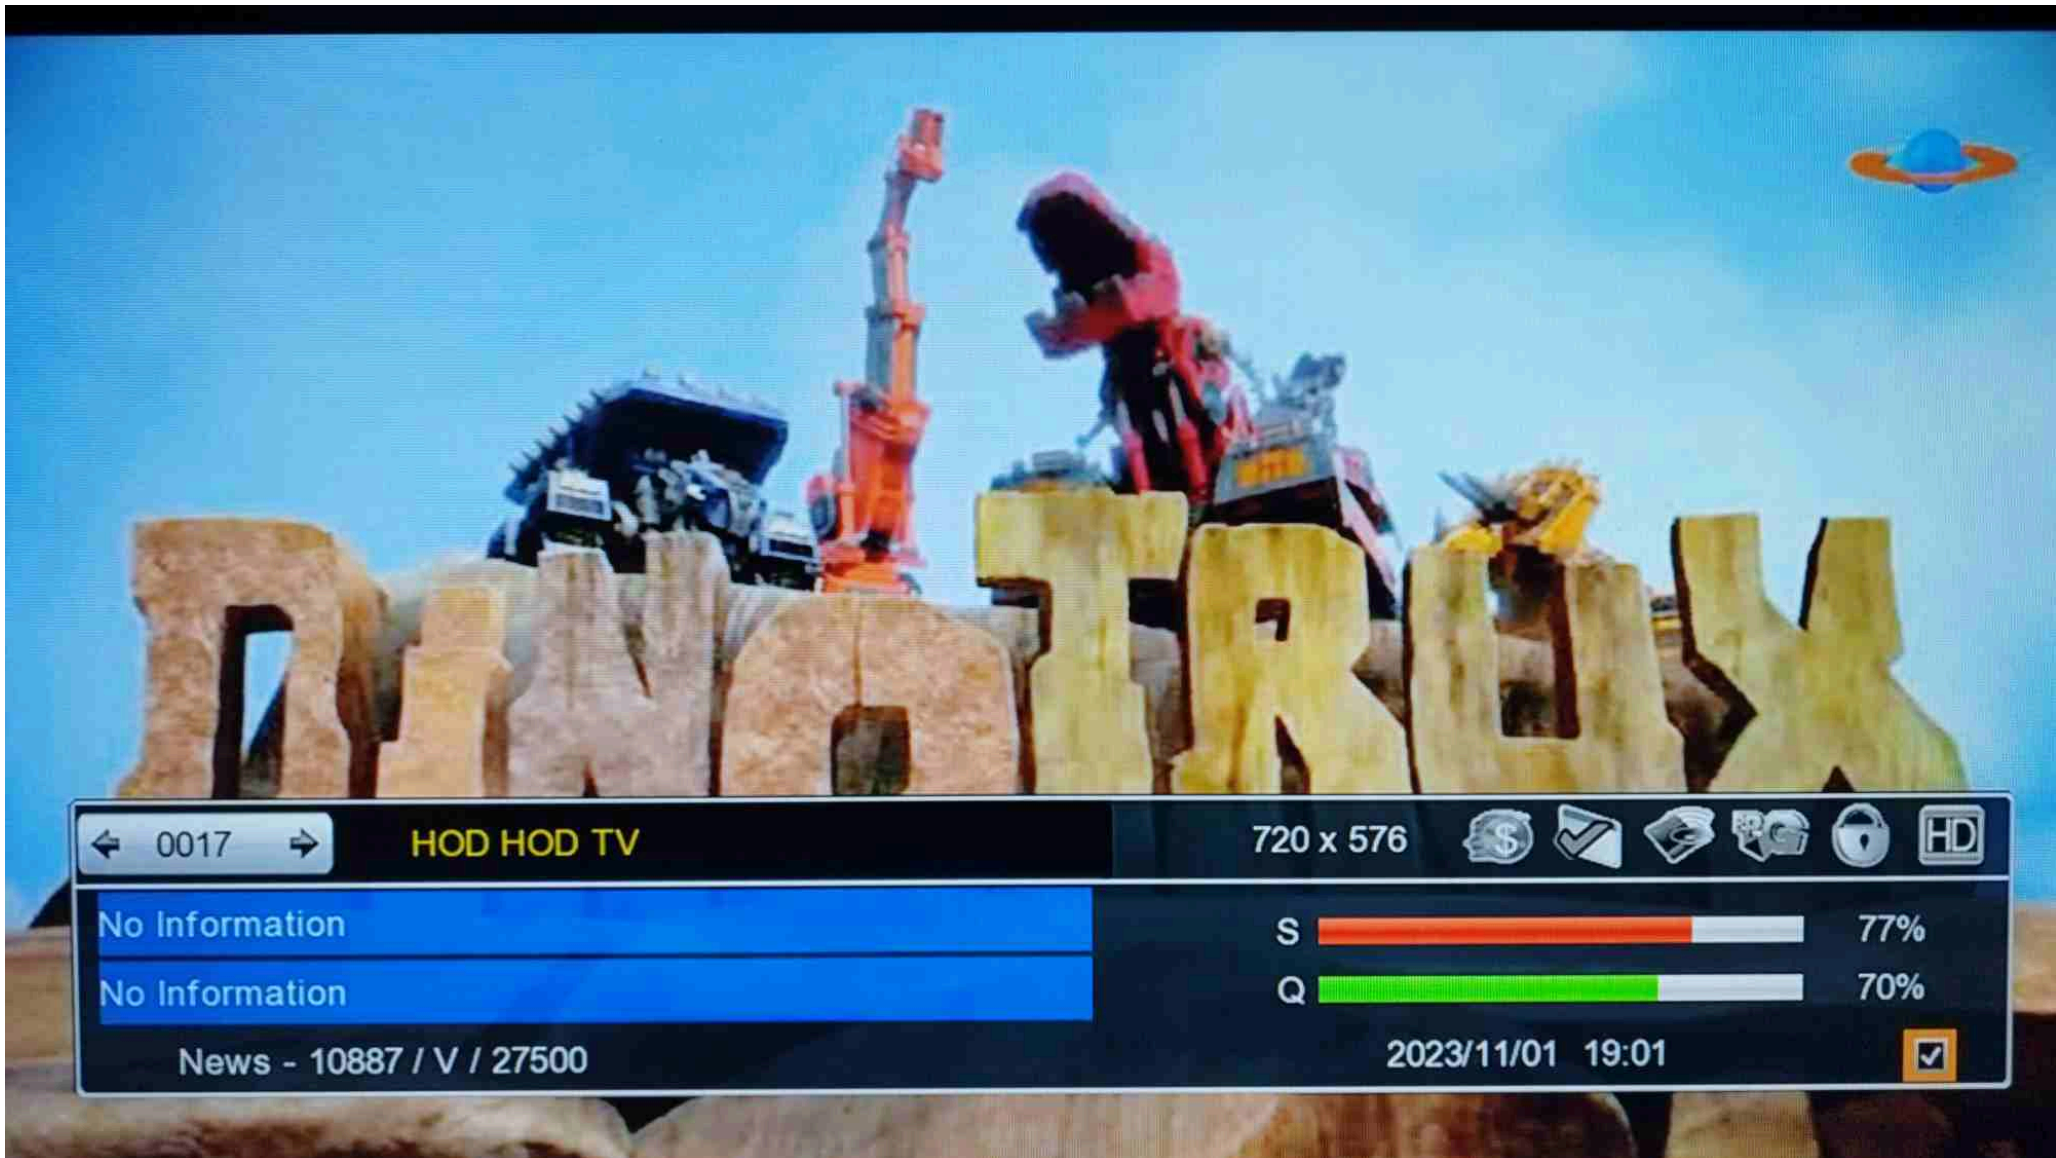 DINOTRUX
0017
HOD HOD TV
720 x 576
HD
No Information
S
77%
No Information
Q
70%
News - 10887 / V / 27500
2023/11/01 19:01